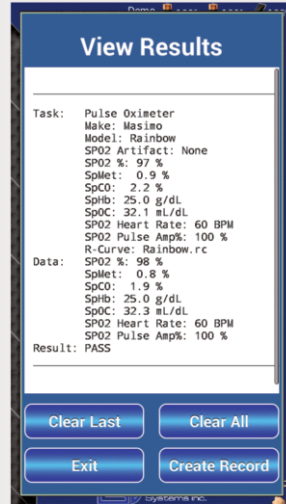 Demo
View Results
Task: Pulse Oximeter
Make: Masimo
Model: Rainbow
SPO2 Artifact: None
SPO2 %: 97 %
SpMet: 0.9 %
SpCO: 2.2 %
SpHb: 25.0 g/dL
SpOC: 32.1 mL/dL
SPO2 Heart Rate: 60 BPM
SPO2 Pulse Amp%: 100 %
R-Curve: Rainbow.rc
Data: SPO2 %: 98 %
SpMet: 0.8 %
SpCO: 1.9 %
SpHb: 25.0 g/dL
SpOC: 32.3 mL/dL
SPO2 Heart Rate: 60 BPM
SPO2 Pulse Amp%: 100 %
Result: PASS
Clear Last
Clear All
Exit
Create Record
Systems Inc.